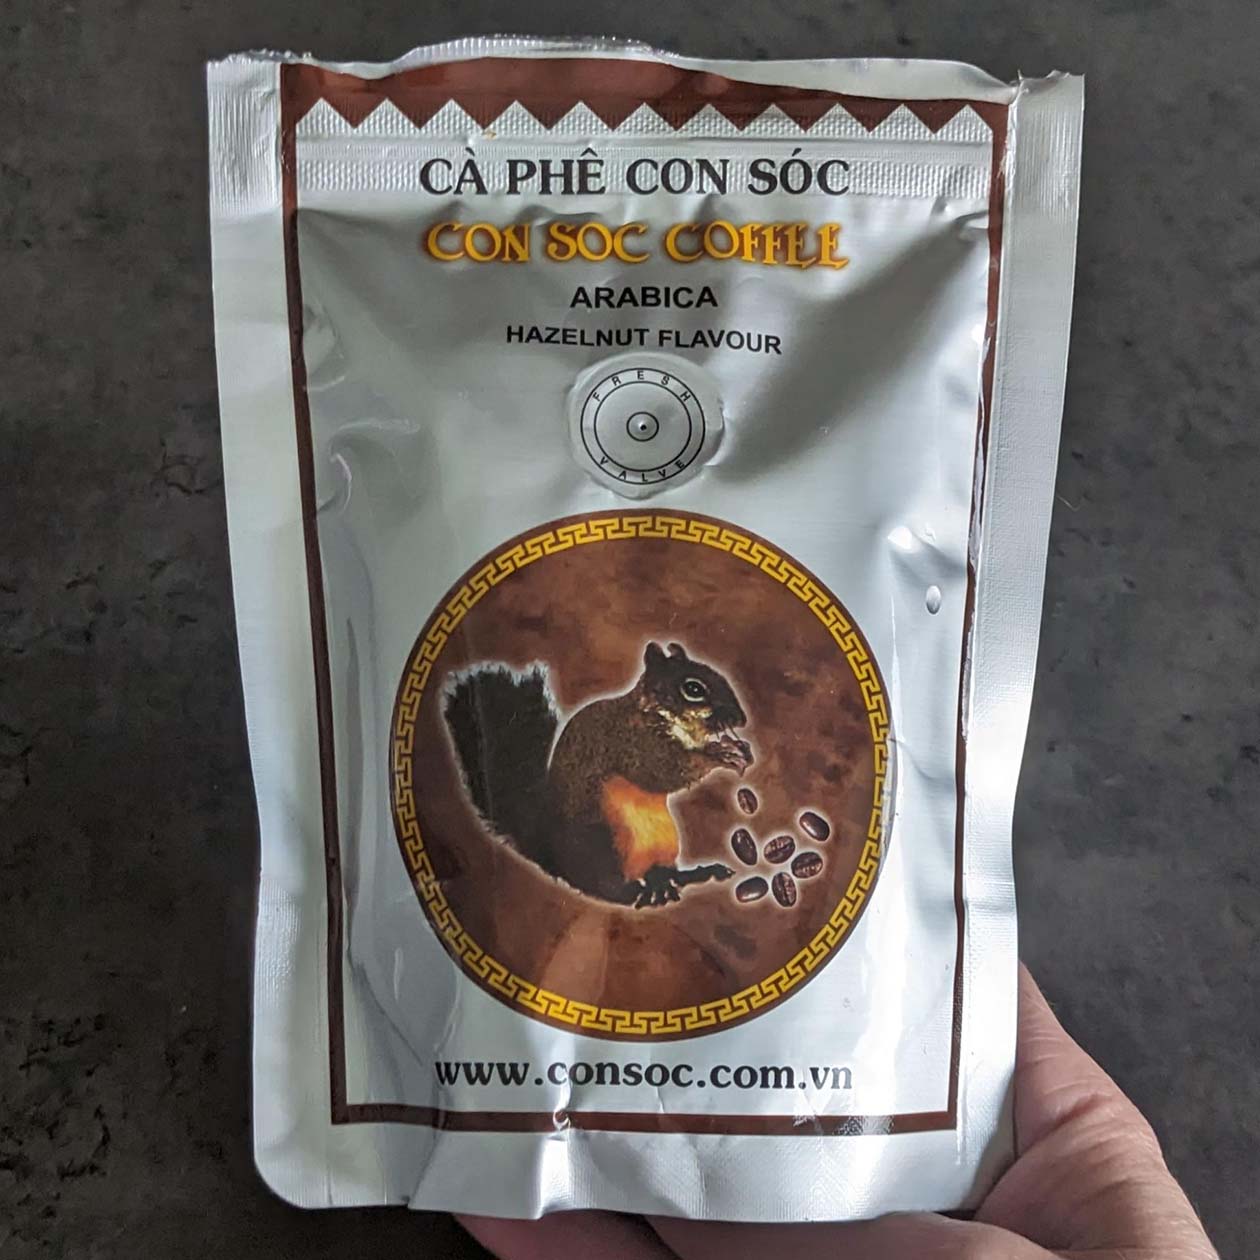 CÀ PHÊ CON SÓC
CON SOC COFFEE
ARABICA
HAZELNUT FLAVOUR
FRESH
VALVE
www.consoc.com.vn